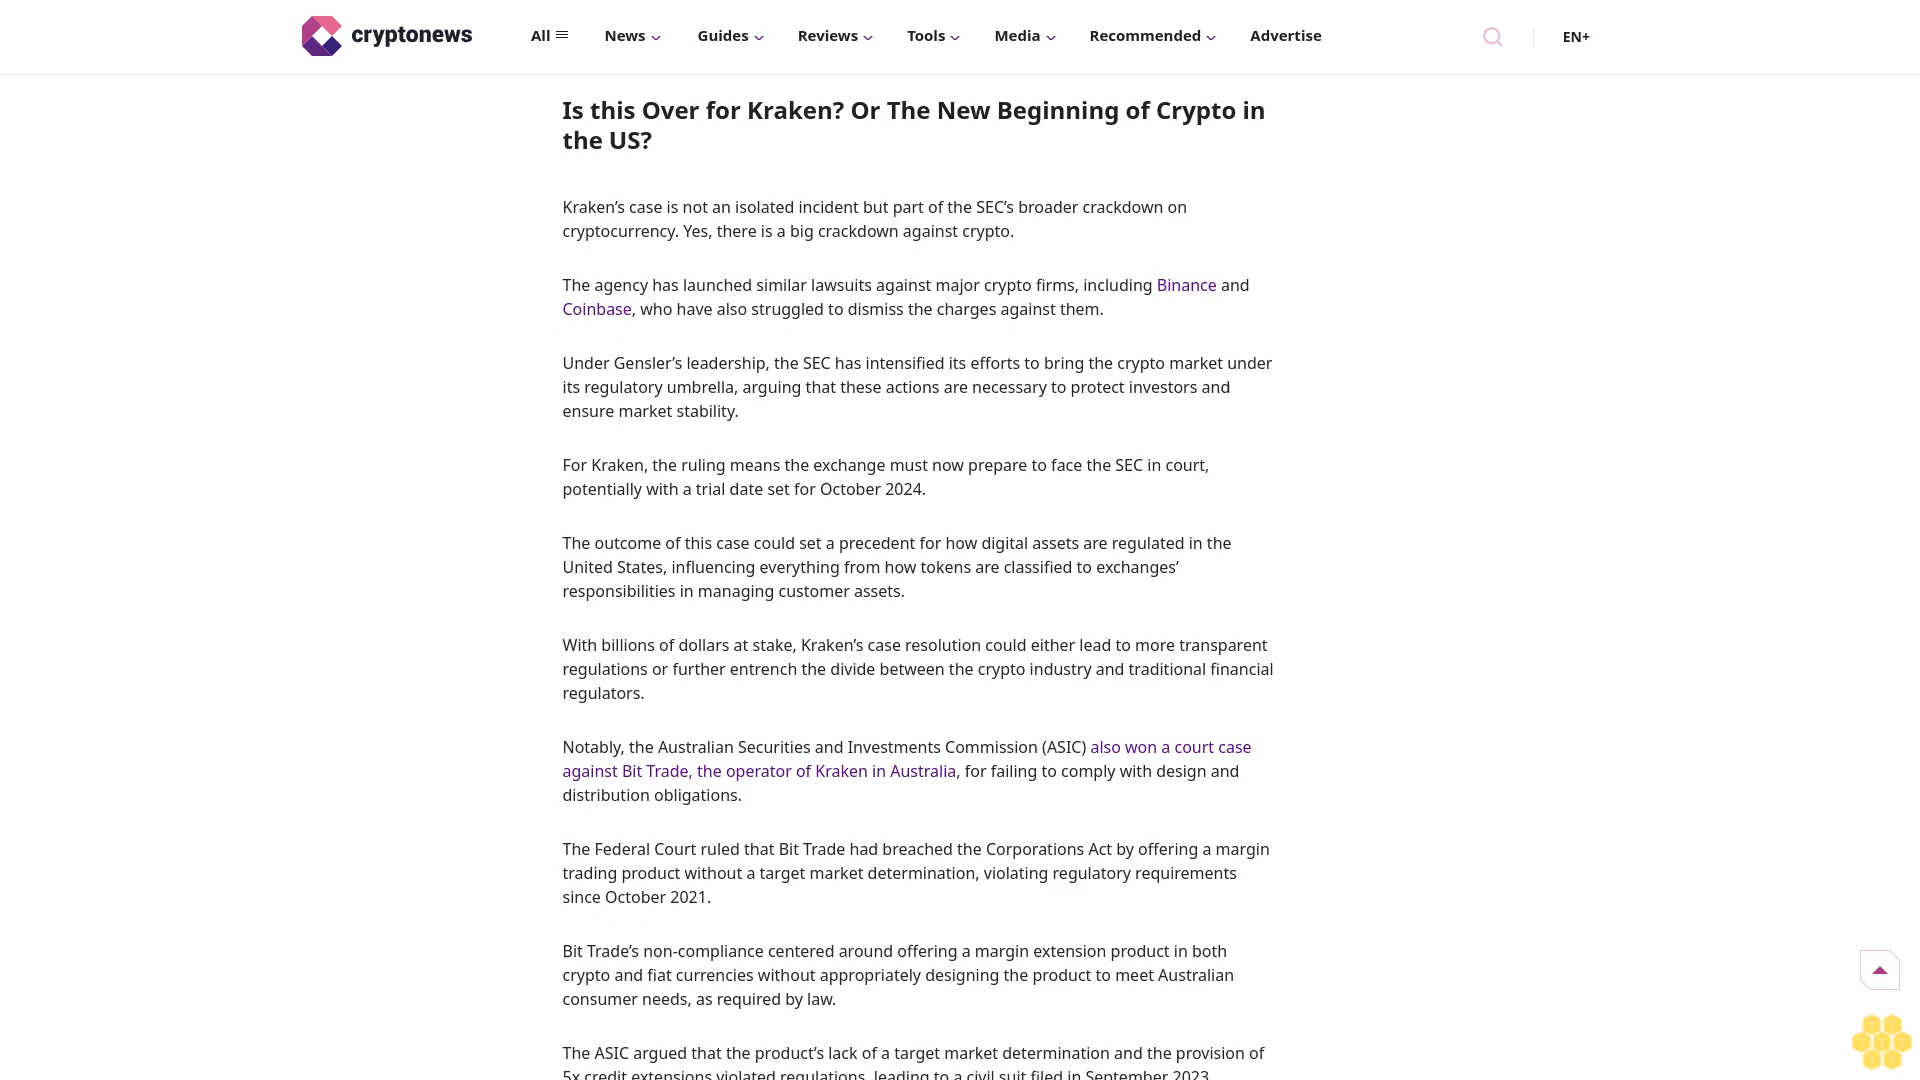 cryptonews
All
News
Guides
Reviews
Tools
Media
Recommended
Advertise
EN+
Is this Over for Kraken? Or The New Beginning of Crypto in
the US?
Kraken’s case is not an isolated incident but part of the SEC’s broader crackdown on
cryptocurrency. Yes, there is a big crackdown against crypto.
The agency has launched similar lawsuits against major crypto firms, including Binance and
Coinbase, who have also struggled to dismiss the charges against them.
Under Gensler’s leadership, the SEC has intensified its efforts to bring the crypto market under
its regulatory umbrella, arguing that these actions are necessary to protect investors and
ensure market stability.
For Kraken, the ruling means the exchange must now prepare to face the SEC in court,
potentially with a trial date set for October 2024.
The outcome of this case could set a precedent for how digital assets are regulated in the
United States, influencing everything from how tokens are classified to exchanges’
responsibilities in managing customer assets.
With billions of dollars at stake, Kraken’s case resolution could either lead to more transparent
regulations or further entrench the divide between the crypto industry and traditional financial
regulators.
Notably, the Australian Securities and Investments Commission (ASIC) also won a court case
against Bit Trade, the operator of Kraken in Australia, for failing to comply with design and
distribution obligations.
The Federal Court ruled that Bit Trade had breached the Corporations Act by offering a margin
trading product without a target market determination, violating regulatory requirements
since October 2021.
Bit Trade’s non-compliance centered around offering a margin extension product in both
crypto and fiat currencies without appropriately designing the product to meet Australian
consumer needs, as required by law.
The ASIC argued that the product’s lack of a target market determination and the provision of
5x credit extensions violated regulations, leading to a civil suit filed in September 2023.